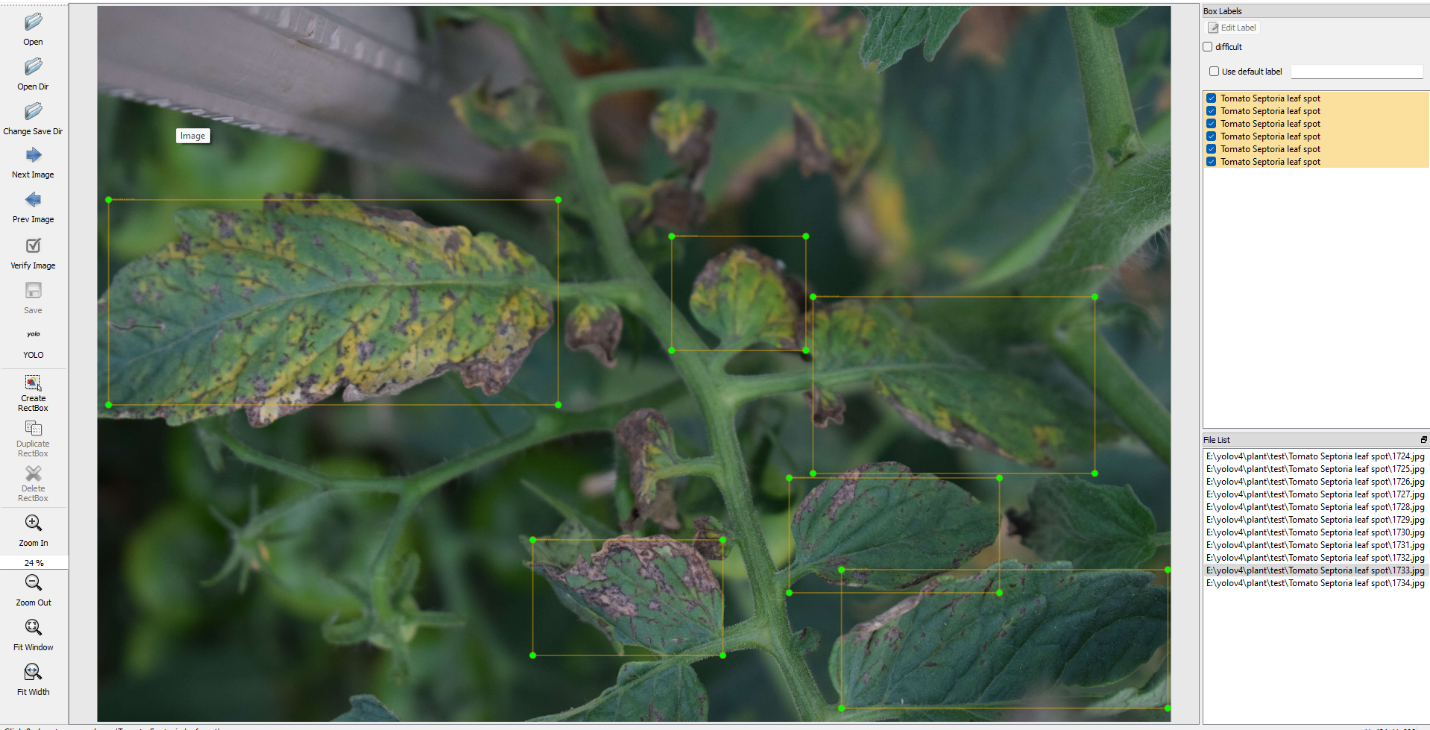 Open
Open Dir
Change Save Dir
Next Image
Prev Image
Verify Image
Save
yolo
YOLO
Create
RectBox
Duplicate
RectBox
Delete
RectBox
Zoom In
24 %
Zoom Out
Fit Window
Fit Width
Image
Box Labels
Edit Label
difficult
Use default label
Tomato Septoria leaf spot
Tomato Septoria leaf spot
Tomato Septoria leaf spot
Tomato Septoria leaf spot
Tomato Septoria leaf spot
Tomato Septoria leaf spot
File List
E:\yolov4\plant\test\Tomato Septoria leaf spot\1724.jpg
E:\yolov4\plant\test\Tomato Septoria leaf spot\1725.jpg
E:\yolov4\plant\test\Tomato Septoria leaf spot\1726.jpg
E:\yolov4\plant\test\Tomato Septoria leaf spot\1727.jpg
E:\yolov4\plant\test\Tomato Septoria leaf spot\1728.jpg
E:\yolov4\plant\test\Tomato Septoria leaf spot\1729.jpg
E:\yolov4\plant\test\Tomato Septoria leaf spot\1730.jpg
E:\yolov4\plant\test\Tomato Septoria leaf spot\1731.jpg
E:\yolov4\plant\test\Tomato Septoria leaf spot\1732.jpg
E:\yolov4\plant\test\Tomato Septoria leaf spot\1733.jpg
E:\yolov4\plant\test\Tomato Septoria leaf spot\1734.jpg